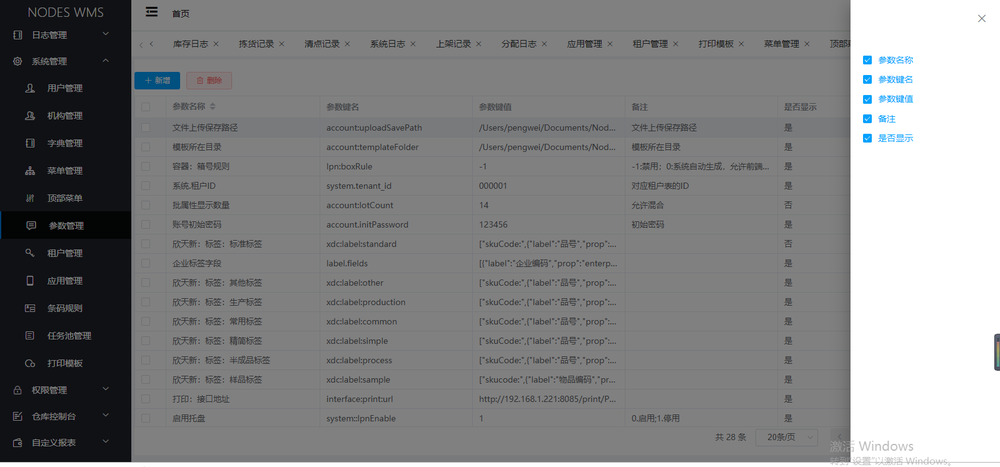 NODES WMS
日志管理
系统管理
用户管理
机构管理
字典管理
菜单管理
顶部菜单
参数管理
租户管理
应用管理
条码规则
任务池管理
打印模板
权限管理
仓库控制台
自定义报表
首页
库存日志 拣货记录 清点记录 系统日志 上架记录 分配日志 应用管理 租户管理 打印模板 菜单管理
新增 删除
参数名称 参数键名 参数键值 备注 是否显示
文件上传保存路径 account:uploadSavePath /Users/pengwei/Documents/Nod... 文件上传保存路径 是
模板所在目录 account:templateFolder /Users/pengwei/Documents/Nod... 模板所在目录 是
容器：箱号规则 lpn:boxRule -1 -1:禁用；0:系统自动生成，允许前端... 是
系统.租户ID system.tenant_id 000001 对应租户表的ID 是
批属性显示数量 account:lotCount 14 允许混合 否
账号初始密码 account.initPassword 123456 初始密码 是
欣天新：标签：标准标签 xdc:label:standard ["skuCode:",{"label":"品号","prop":... 否
企业标签字段 label.fields [{"label":"企业编码","prop":"enterp... 是
欣天新：标签：其他标签 xdc:label:other ["skuCode:",{"label":"品号","prop":... 是
欣天新：标签：生产标签 xdc:label:production ["skuCode:",{"label":"品号","prop":... 是
欣天新：标签：常用标签 xdc:label:common ["skuCode:",{"label":"品号","prop":... 是
欣天新：标签：精简标签 xdc:label:simple ["skuCode:",{"label":"品号","prop":... 是
欣天新：标签：半成品标签 xdc:label:process ["skuCode:",{"label":"品号","prop":... 是
欣天新：标签：样品标签 xdc:label:sample ["skucode:",{"label":"物品编码","pr... 是
打印：接口地址 interface:print:url http://192.168.1.221:8085/print/P... 是
启用托盘 system::lpnEnable 1 0.启用;1.停用 是
共 28 条 20条/页
参数名称
参数键名
参数键值
备注
是否显示
激活 Windows
转到"设置"以激活 Windows。